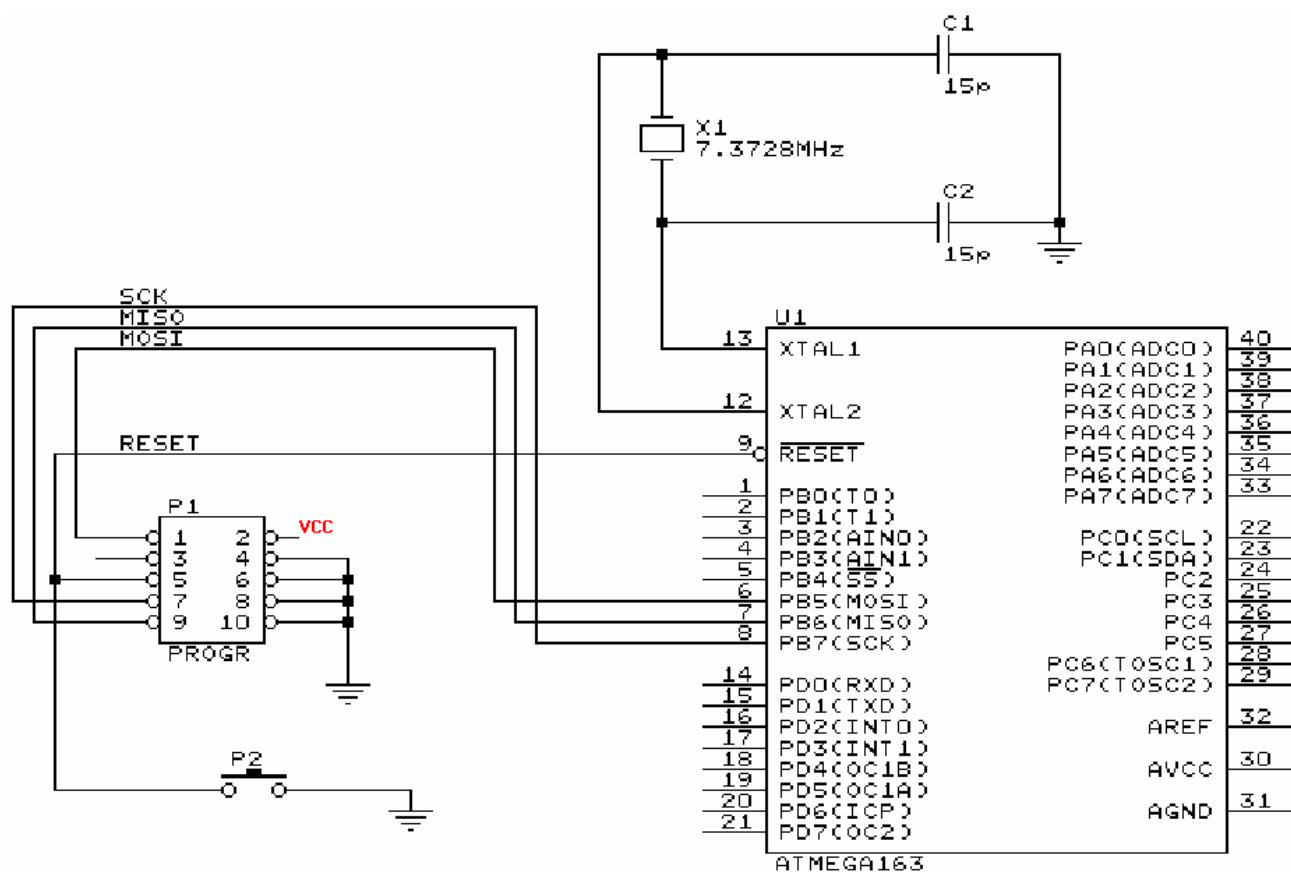 C1
15p
X1
7.3728MHz
C2
15p
SCK
MISO
MOSI
RESET
P1
VCC
1 2
3 4
5 6
7 8
9 10
PROGR
P2
U1
13 XTAL1 PA0(ADC0) 40
PA1(ADC1) 39
PA2(ADC2) 38
12 XTAL2 PA3(ADC3) 37
PA4(ADC4) 36
9 RESET PA5(ADC5) 35
PA6(ADC6) 34
1 PB0(T0) PA7(ADC7) 33
2 PB1(T1)
3 PB2(AIN0) PC0(SCL) 22
4 PB3(AIN1) PC1(SDA) 23
5 PB4(SS) PC2 24
6 PB5(MOSI) PC3 25
7 PB6(MISO) PC4 26
8 PB7(SCK) PC5 27
PC6(TOSC1) 28
14 PD0(RXD) PC7(TOSC2) 29
15 PD1(TXD)
16 PD2(INT0) AREF 32
17 PD3(INT1)
18 PD4(OC1B) AVCC 30
19 PD5(OC1A)
20 PD6(ICP) AGND 31
21 PD7(OC2)
ATMEGA163